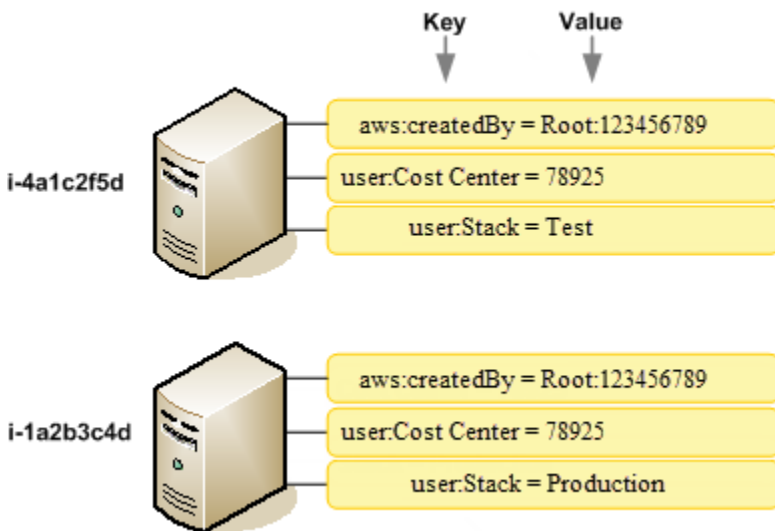 Key Value
aws:createdBy = Root:123456789
i-4a1c2f5d
user:Cost Center = 78925
user:Stack = Test
aws:createdBy = Root:123456789
i-1a2b3c4d
user:Cost Center = 78925
user:Stack = Production